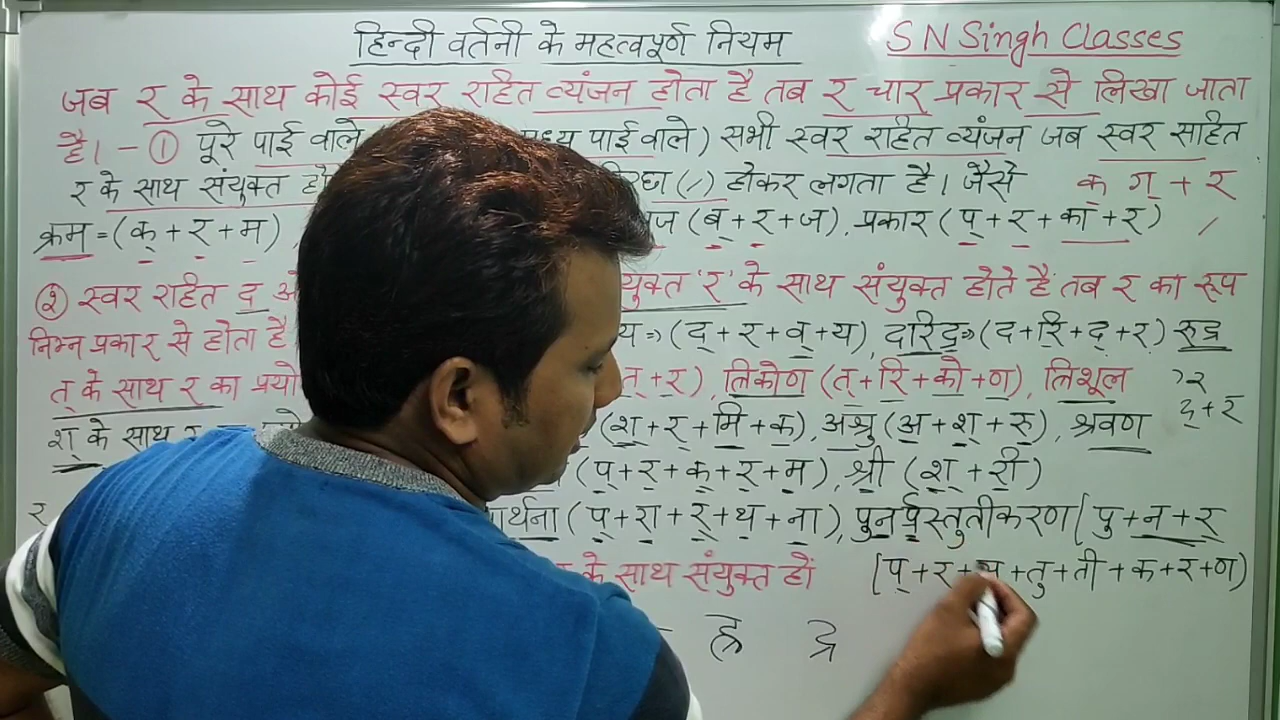 हिन्दी वर्तनी के महत्वपूर्ण नियम S N Singh Classes
जब र के साथ कोई स्वर रहित व्यंजन होता है तब र चार प्रकार से लिखा जाता
है। - ① पूरे पाई वाले मध्य पाई वाले) सभी स्वर रहित व्यंजन जब स्वर सहित
र के साथ संयुक्त हो होकर लगता है। जैसे क् ग् + र
क्रम = (क् + र + म) (ब् + र + ज), प्रकार (प् + र + का + र) /
② स्वर रहित द 'र' के साथ संयुक्त होते हैं तब र का रूप
निम्न प्रकार से होता है य => (द् + र + व् + य), दारिद्र => (द + रि + द् + र) रुद्र
त् के साथ र का प्रयो त् + र), त्रिकोण (त् + रि + को + ण), त्रिशूल
श् के साथ (श् + र + मि + क), अश्रु (अ + श् + रु), श्रवण द् + र
(प् + र + क् + र + म), श्री (श् + री)
र ार्थना (प् + रा + र् + थ + ना), पुनर्प्रस्तुतीकरण (पु + न + र्
के साथ संयुक्त हों (प् + र + + तु + ती + क + र + ण)
ह्र द्र